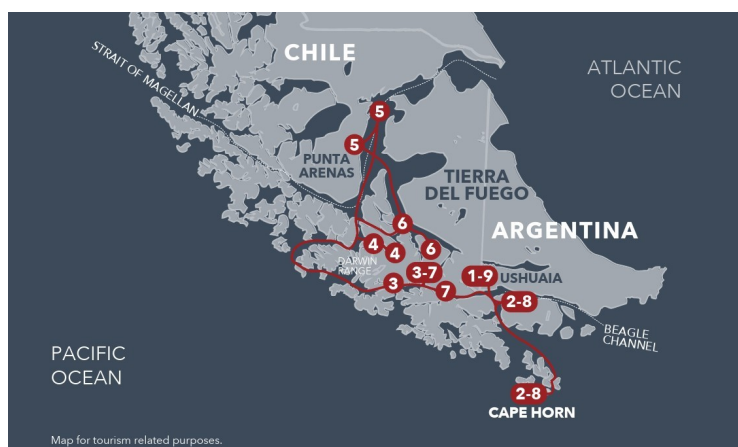 CHILE
ATLANTIC
OCEAN
STRAIT OF MAGELLAN
5
5
PUNTA
ARENAS
TIERRA
DEL FUEGO
6
ARGENTINA
4
4
6
DARWIN
RANGE
3-7
1-9
USHUAIA
3
7
2-8
BEAGLE
CHANNEL
PACIFIC
OCEAN
2-8
CAPE HORN
Map for tourism related purposes.